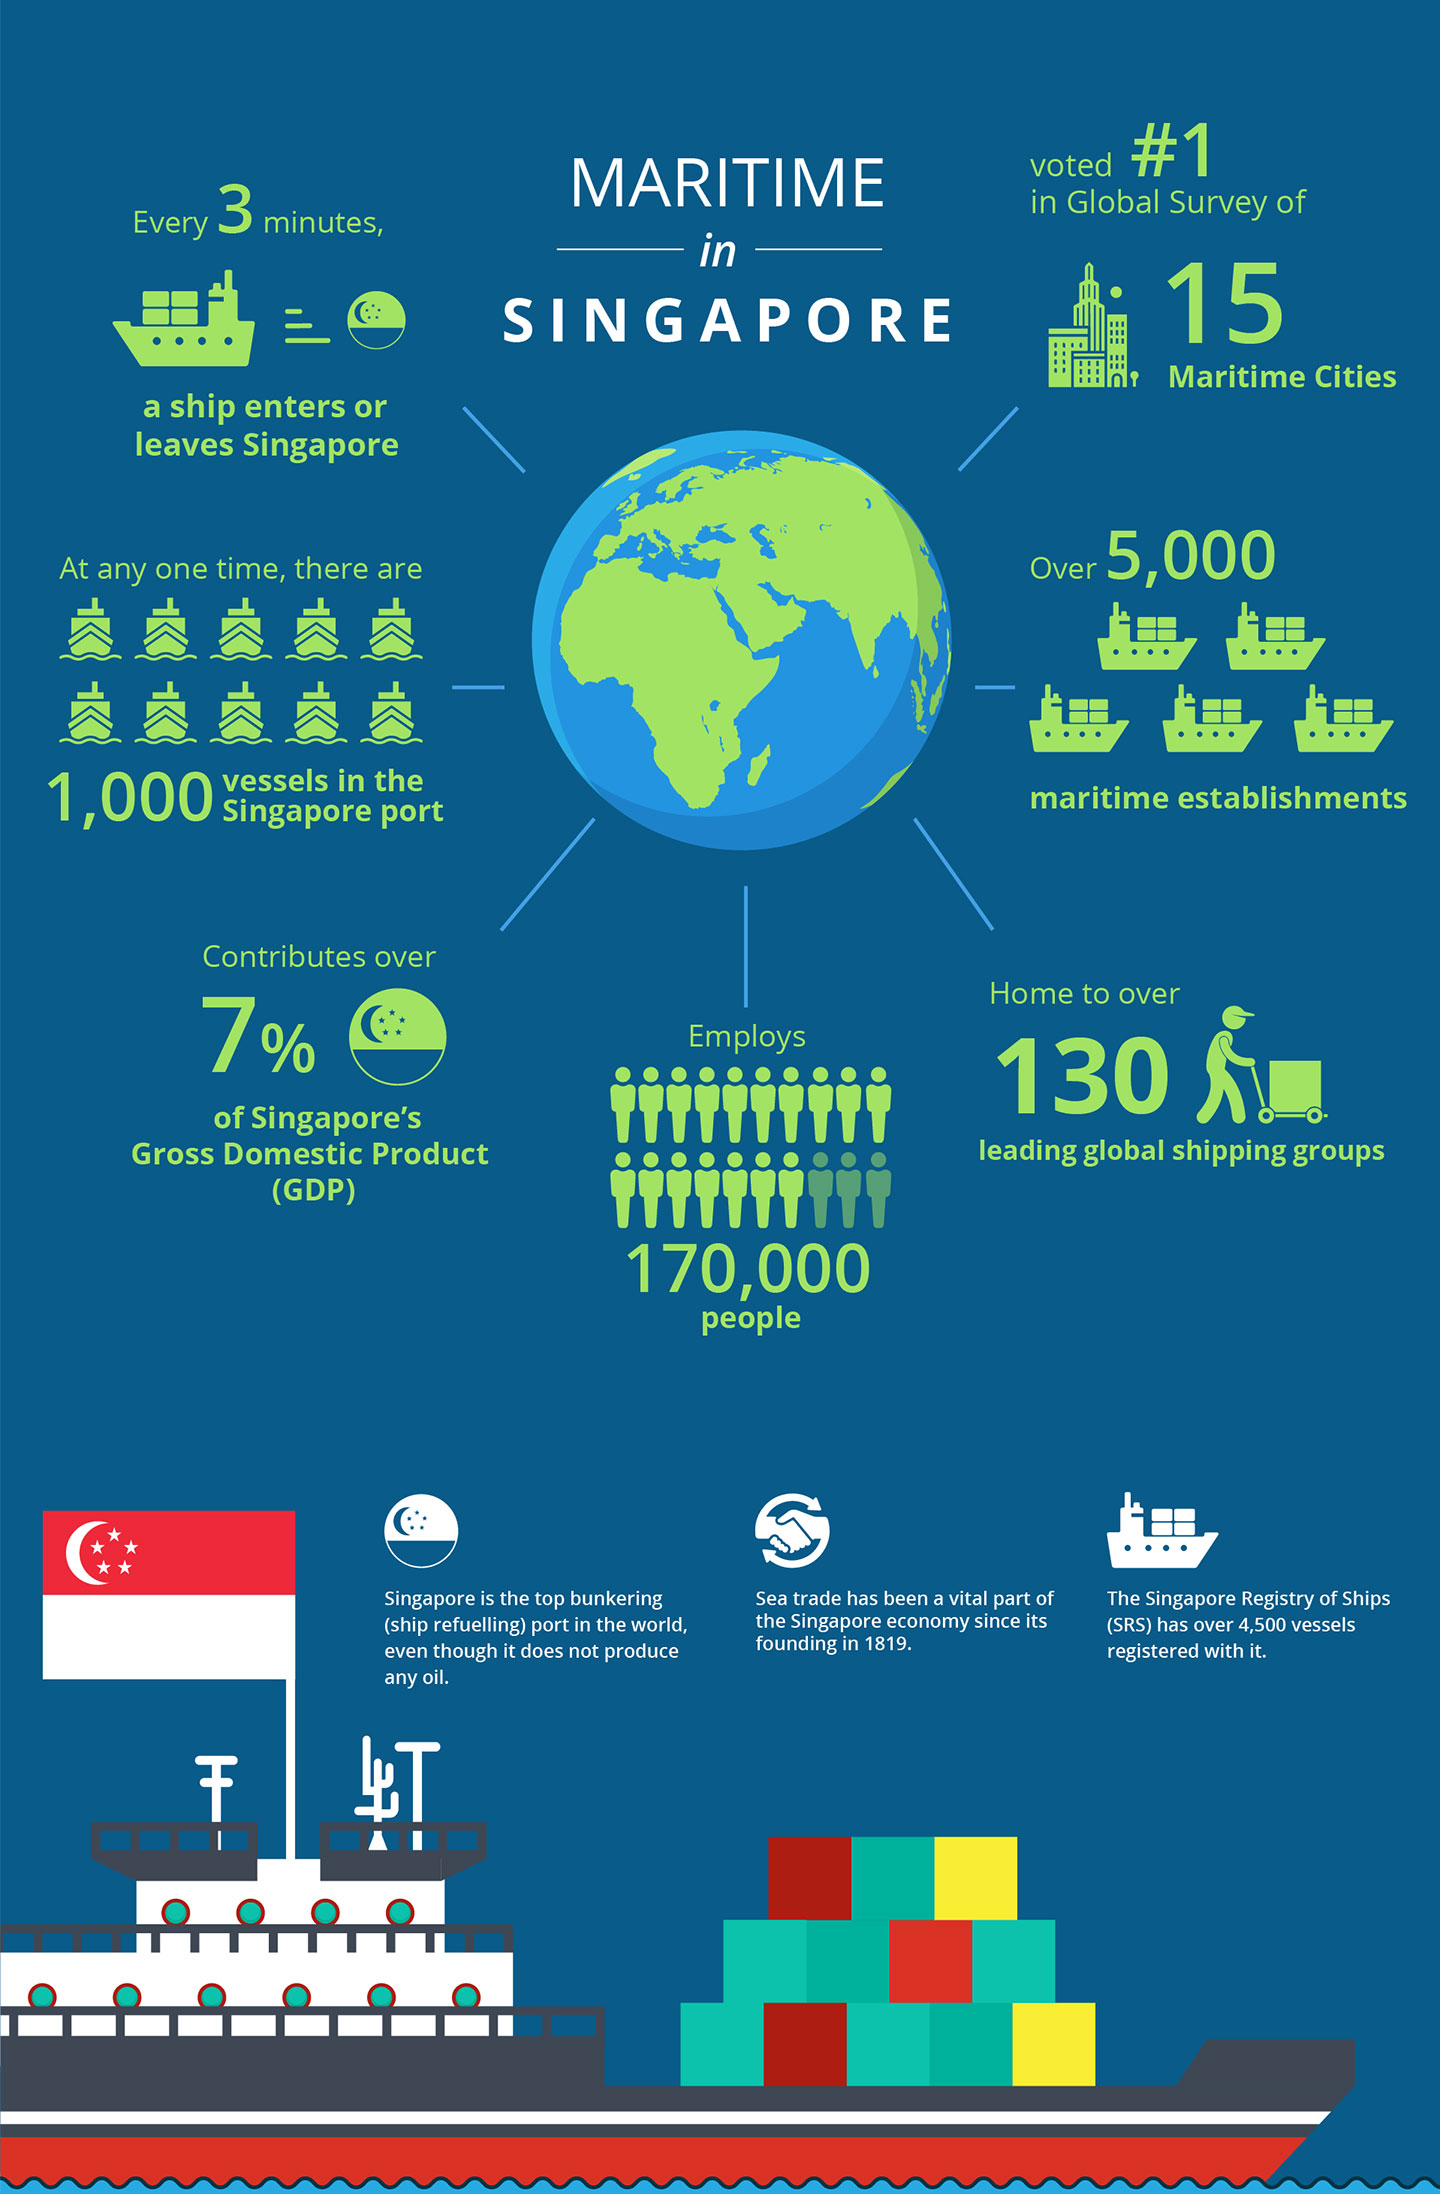 MARITIME
in
SINGAPORE
Every 3 minutes,
a ship enters or
leaves Singapore
voted #1
in Global Survey of
15
Maritime Cities
At any one time, there are
1,000 vessels in the
Singapore port
Over 5,000
maritime establishments
Contributes over
7%
of Singapore’s
Gross Domestic Product
(GDP)
Employs
170,000
people
Home to over
130
leading global shipping groups
Singapore is the top bunkering
(ship refuelling) port in the world,
even though it does not produce
any oil.
Sea trade has been a vital part of
the Singapore economy since its
founding in 1819.
The Singapore Registry of Ships
(SRS) has over 4,500 vessels
registered with it.